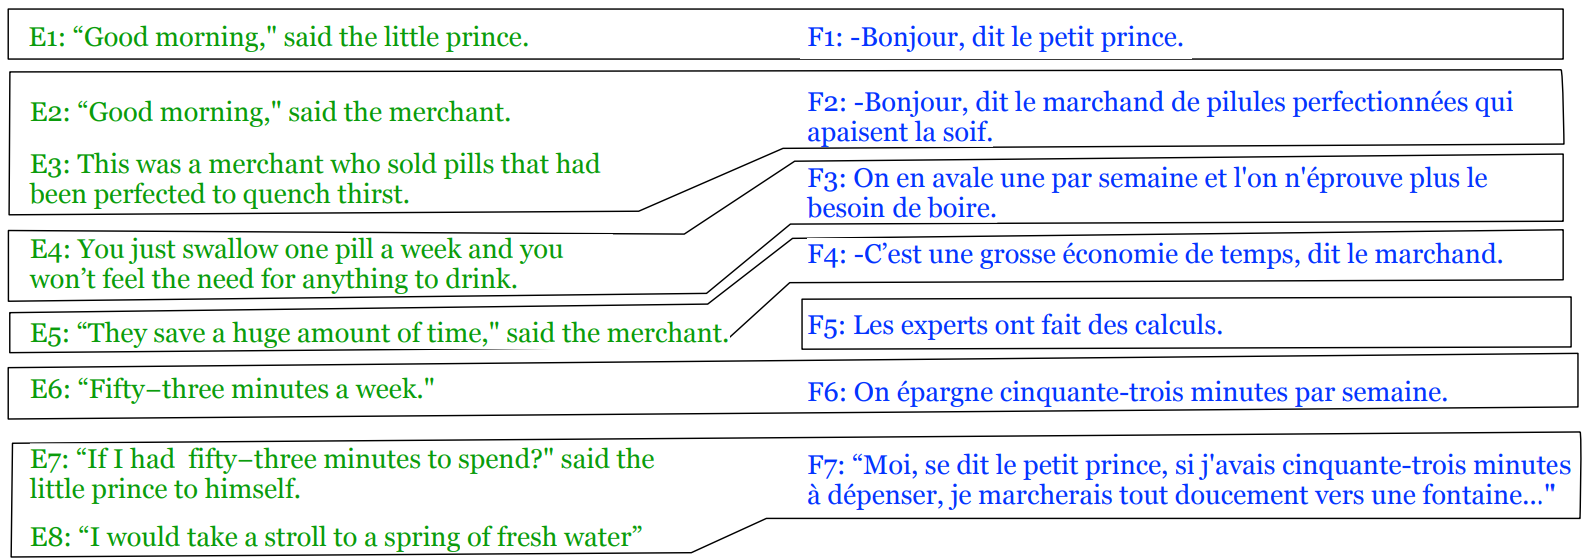 E1: “Good morning," said the little prince.
F1: -Bonjour, dit le petit prince.
E2: “Good morning," said the merchant.
E3: This was a merchant who sold pills that had
been perfected to quench thirst.
F2: -Bonjour, dit le marchand de pilules perfectionnées qui
apaisent la soif.
E4: You just swallow one pill a week and you
won’t feel the need for anything to drink.
F3: On en avale une par semaine et l'on n'éprouve plus le
besoin de boire.
E5: “They save a huge amount of time," said the merchant.
F4: -C’est une grosse économie de temps, dit le marchand.
F5: Les experts ont fait des calculs.
E6: “Fifty–three minutes a week."
F6: On épargne cinquante-trois minutes par semaine.
E7: “If I had  fifty–three minutes to spend?" said the
little prince to himself.
E8: “I would take a stroll to a spring of fresh water”
F7: “Moi, se dit le petit prince, si j'avais cinquante-trois minutes
à dépenser, je marcherais tout doucement vers une fontaine..."